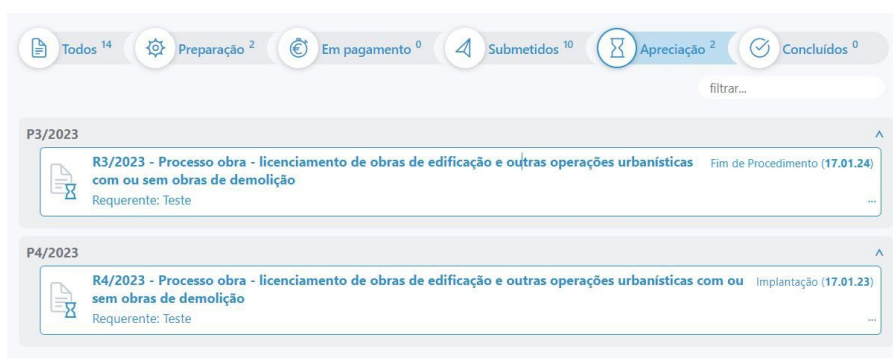 Todos 14 Preparação 2 Em pagamento 0 Submetidos 10 Apreciação 2 Concluídos 0
filtrar...
P3/2023
R3/2023 - Processo obra - licenciamento de obras de edificação e outras operações urbanísticas Fim de Procedimento (17.01.24)
com ou sem obras de demolição
Requerente: Teste
...
P4/2023
R4/2023 - Processo obra - licenciamento de obras de edificação e outras operações urbanísticas com ou Implantação (17.01.23)
sem obras de demolição
Requerente: Teste
...